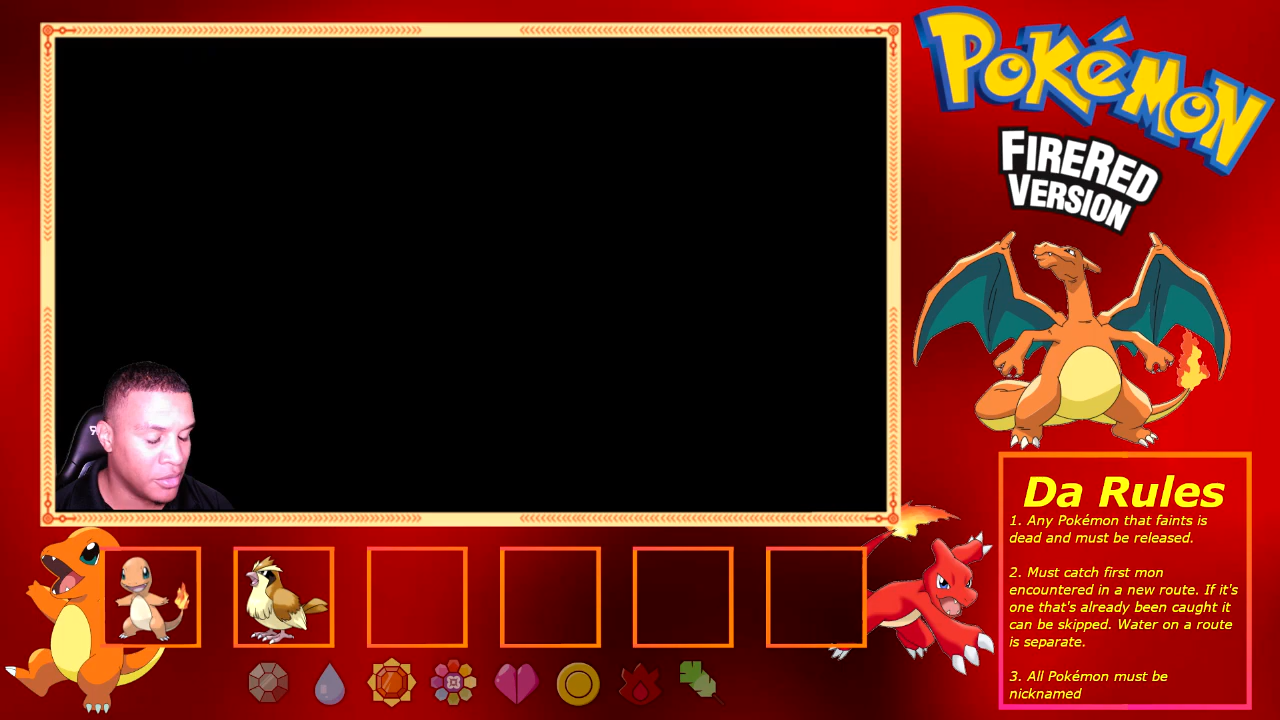 POKéMON
FIRERED
VERSION
Da Rules
1. Any Pokémon that faints is
dead and must be released.
2. Must catch first mon
encountered in a new route. If it's
one that's already been caught it
can be skipped. Water on a route
is separate.
3. All Pokémon must be
nicknamed